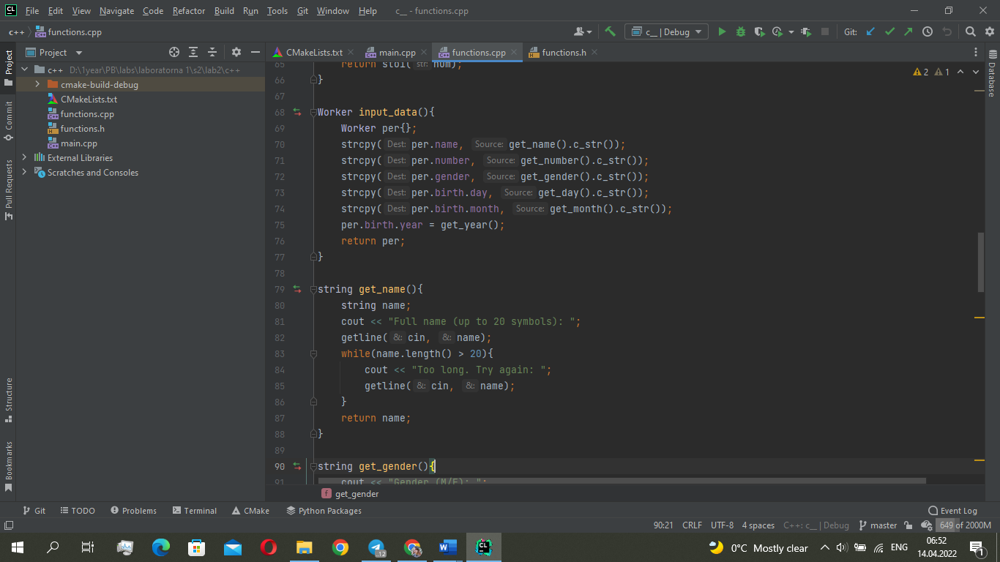 File Edit View Navigate Code Refactor Build Run Tools Git Window Help c__ - functions.cpp
c++ functions.cpp c__ | Debug Git:
Project CMakeLists.txt main.cpp functions.cpp functions.h
c++ D:\1year\PB\labs\laboratorna 1\s2\lab2\c++
cmake-build-debug
CMakeLists.txt
functions.cpp
functions.h
main.cpp
External Libraries
Scratches and Consoles
Project
Commit
Pull Requests
Structure
Bookmarks
Database
2 1
65 return stoi( str: num);
66 }
67
68 Worker input_data(){
69 Worker per{};
70 strcpy( Dest: per.name, Source: get_name().c_str());
71 strcpy( Dest: per.number, Source: get_number().c_str());
72 strcpy( Dest: per.gender, Source: get_gender().c_str());
73 strcpy( Dest: per.birth.day, Source: get_day().c_str());
74 strcpy( Dest: per.birth.month, Source: get_month().c_str());
75 per.birth.year = get_year();
76 return per;
77 }
78
79 string get_name(){
80 string name;
81 cout << "Full name (up to 20 symbols): ";
82 getline( &: cin, &: name);
83 while(name.length() > 20){
84 cout << "Too long. Try again: ";
85 getline( &: cin, &: name);
86 }
87 return name;
88 }
89
90 string get_gender(){
91 cout << "Gender (M/F): ";
f get_gender
Git TODO Problems Terminal CMake Python Packages Event Log
90:21 CRLF UTF-8 4 spaces C++: c__ | Debug master 649 of 2000M
12 0°C Mostly clear ENG 06:52
14.04.2022 1